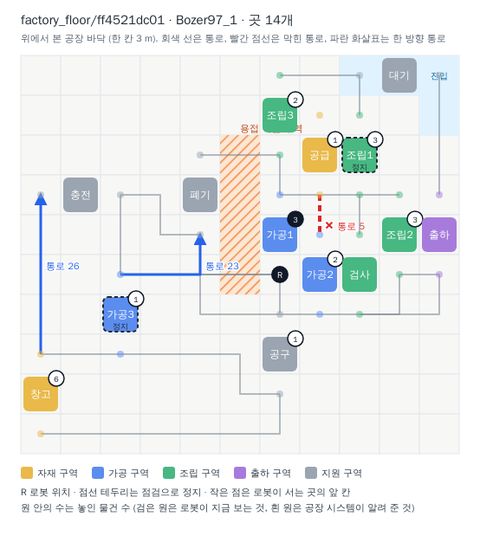 factory_floor/ff4521dc01 · Bozer97_1 · 곳 14개
위에서 본 공장 바닥 (한 칸 3 m). 회색 선은 통로, 빨간 점선은 막힌 통로, 파란 화살표는 한 방향 통로
대기
2
조립3
용접
역
1
공급
3
조립1
정지
충전
폐기
3
가공1
✕ 통로 5
3
조립2
출하
통로 26
통로 23
R
2
가공2
검사
1
가공3
정지
1
공구
6
창고
자재 구역
가공 구역
조립 구역
출하 구역
지원 구역
R 로봇 위치 · 점선 테두리는 점검으로 정지 · 작은 점은 로봇이 서는 곳의 앞 칸
원 안의 수는 놓인 물건 수 (검은 원은 로봇이 지금 보는 것, 흰 원은 공장 시스템이 알려 준 것)